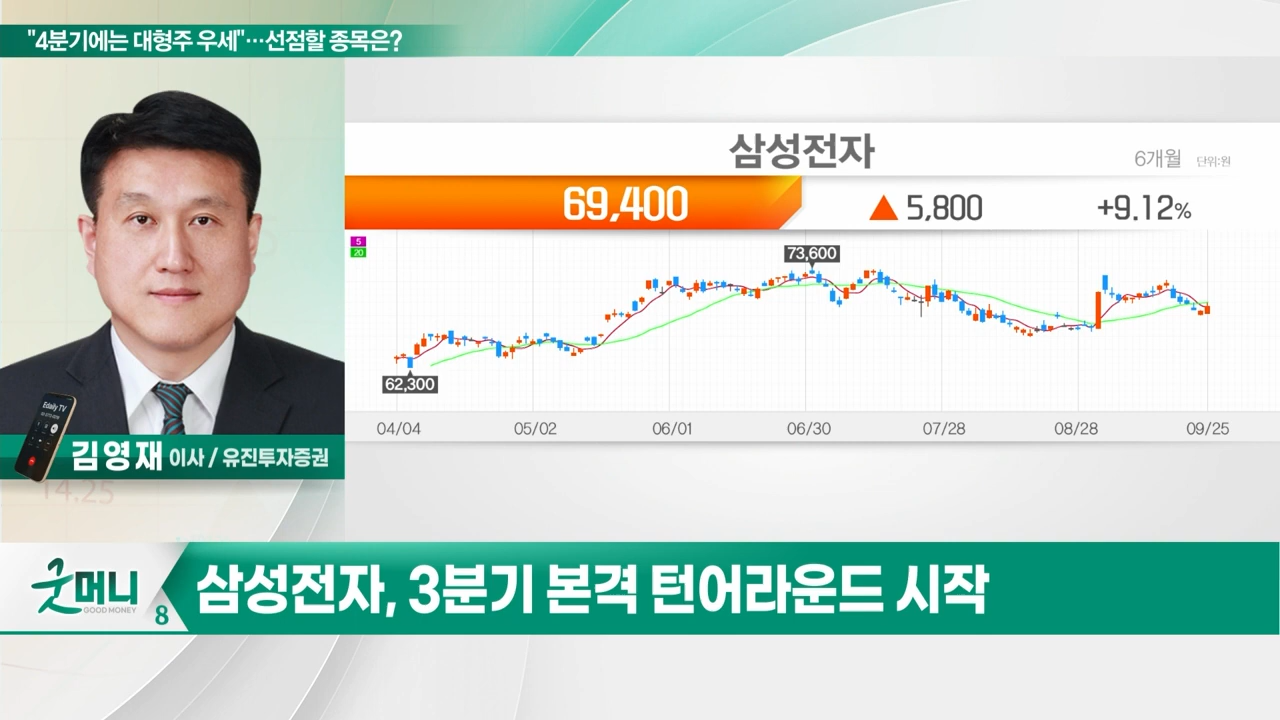 "4분기에는 대형주 우세"…선점할 종목은?
삼성전자
6개월 단위:원
69,400 ▲ 5,800 +9.12%
5
20
73,600
62,300
04/04 05/02 06/01 06/30 07/28 08/28 09/25
Edaily TV
김영재 이사 / 유진투자증권
14.25
굿머니
GOOD MONEY
8
삼성전자, 3분기 본격 턴어라운드 시작